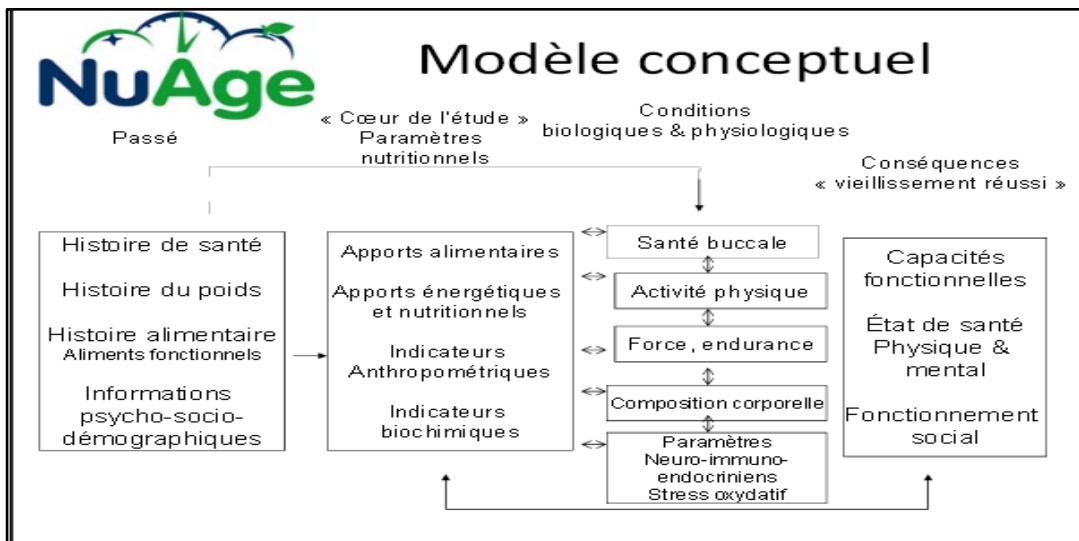 NuAge
Modèle conceptuel
Passé
« Cœur de l'étude »
Paramètres
nutritionnels
Conditions
biologiques & physiologiques
Conséquences
« vieillissement réussi »
Histoire de santé
Histoire du poids
Histoire alimentaire
Aliments fonctionnels
Informations
psycho-socio-
démographiques
Apports alimentaires
Apports énergétiques
et nutritionnels
Indicateurs
Anthropométriques
Indicateurs
biochimiques
Santé buccale
Activité physique
Force, endurance
Composition corporelle
Paramètres
Neuro-immuno-
endocriniens
Stress oxydatif
Capacités
fonctionnelles
État de santé
Physique &
mental
Fonctionnement
social